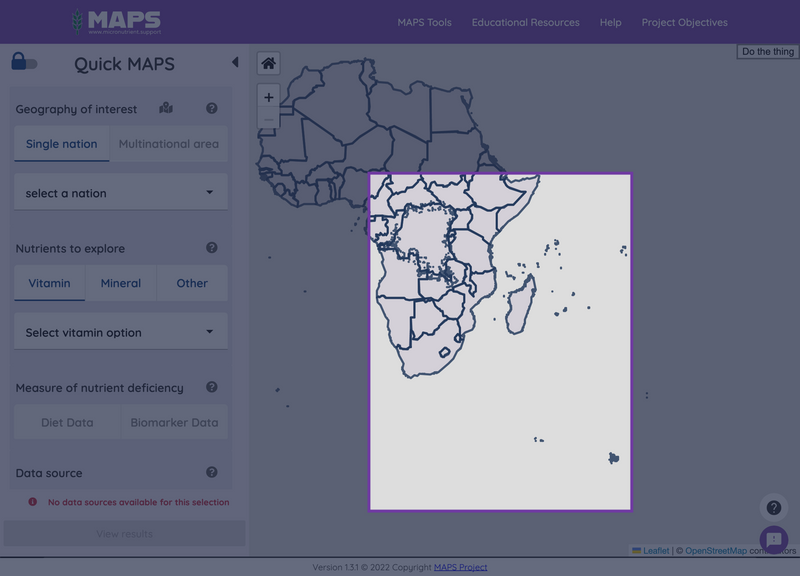 MAPS
www.micronutrient.support
MAPS Tools
Educational Resources
Help
Project Objectives
Do the thing
Quick MAPS
Geography of interest
Single nation
Multinational area
select a nation
Nutrients to explore
Vitamin
Mineral
Other
Select vitamin option
Measure of nutrient deficiency
Diet Data
Biomarker Data
Data source
No data sources available for this selection
View results
+
−
Leaflet | © OpenStreetMap
Version 1.3.1 © 2022 Copyright MAPS Project